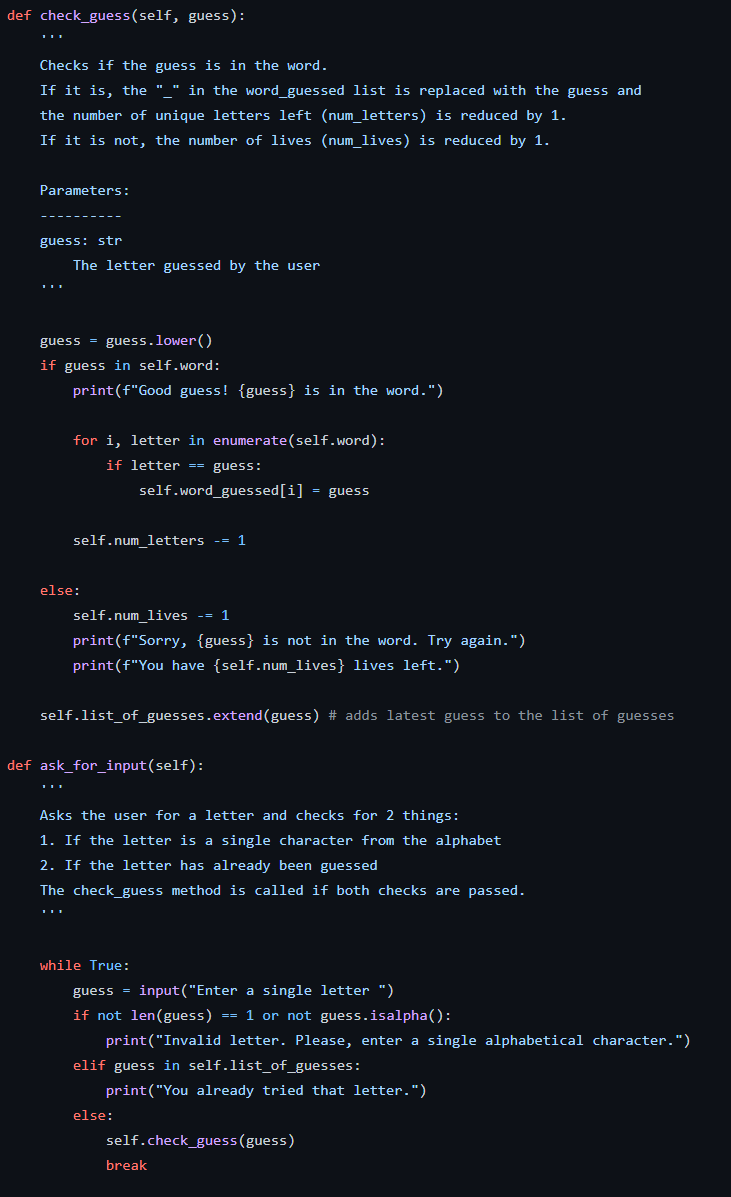 def check_guess(self, guess):
    '''
    Checks if the guess is in the word.
    If it is, the "_" in the word_guessed list is replaced with the guess and
    the number of unique letters left (num_letters) is reduced by 1.
    If it is not, the number of lives (num_lives) is reduced by 1.

    Parameters:
    ----------
    guess: str
        The letter guessed by the user
    '''

    guess = guess.lower()
    if guess in self.word:
        print(f"Good guess! {guess} is in the word.")

        for i, letter in enumerate(self.word):
            if letter == guess:
                self.word_guessed[i] = guess

        self.num_letters -= 1

    else:
        self.num_lives -= 1
        print(f"Sorry, {guess} is not in the word. Try again.")
        print(f"You have {self.num_lives} lives left.")

    self.list_of_guesses.extend(guess) # adds latest guess to the list of guesses

def ask_for_input(self):
    '''
    Asks the user for a letter and checks for 2 things:
    1. If the letter is a single character from the alphabet
    2. If the letter has already been guessed
    The check_guess method is called if both checks are passed.
    '''

    while True:
        guess = input("Enter a single letter ")
        if not len(guess) == 1 or not guess.isalpha():
            print("Invalid letter. Please, enter a single alphabetical character.")
        elif guess in self.list_of_guesses:
            print("You already tried that letter.")
        else:
            self.check_guess(guess)
            break